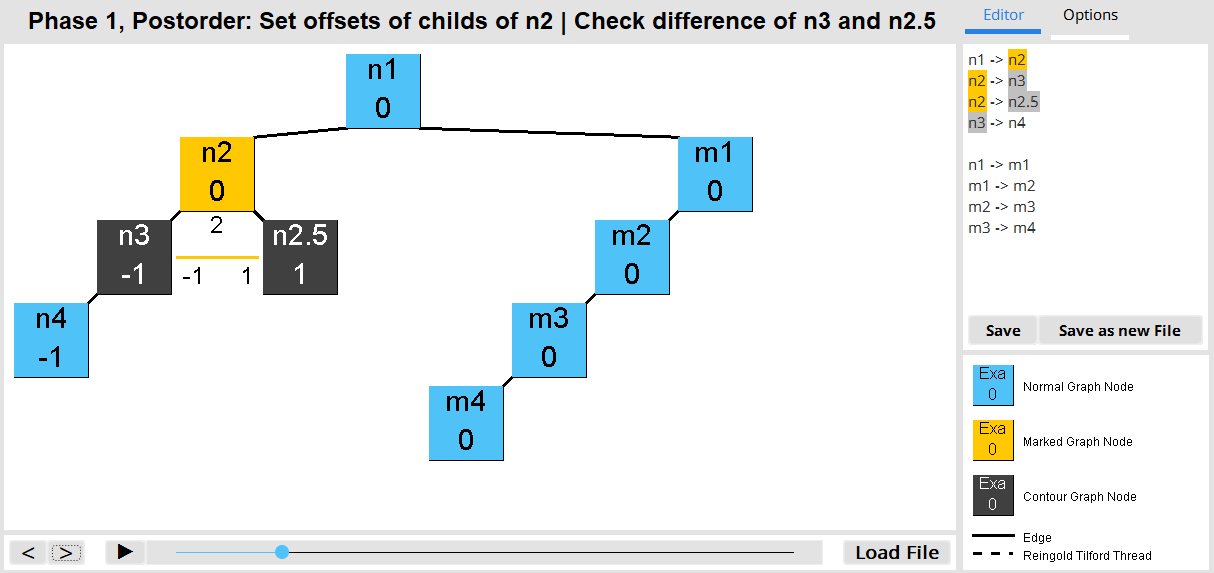 Phase 1, Postorder: Set offsets of childs of n2 | Check difference of n3 and n2.5
n1
0
n2
0
m1
0
2
n3
-1
-1 1
n2.5
1
m2
0
n4
-1
m3
0
m4
0
< > Load File
Editor Options
n1 -> n2
n2 -> n3
n2 -> n2.5
n3 -> n4
n1 -> m1
m1 -> m2
m2 -> m3
m3 -> m4
Save Save as new File
Exa
0
Normal Graph Node
Exa
0
Marked Graph Node
Exa
0
Contour Graph Node
Edge
Reingold Tilford Thread